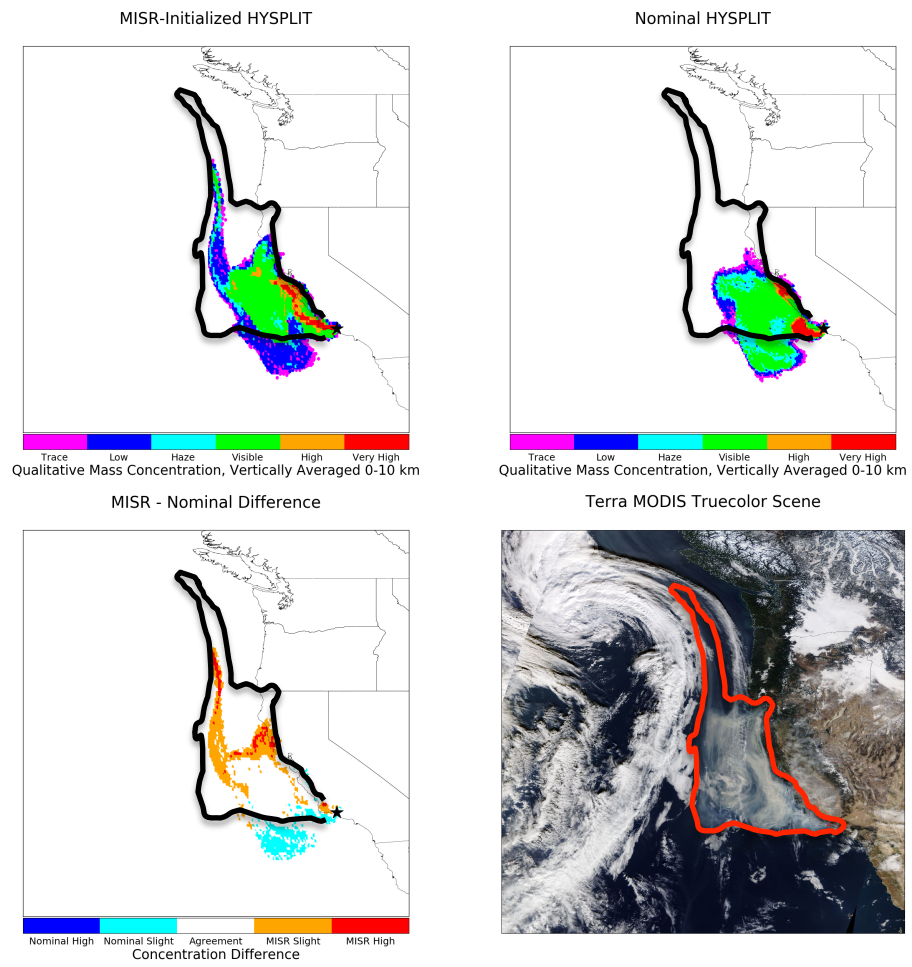 MISR-Initialized HYSPLIT
Nominal HYSPLIT
Trace Low Haze Visible High Very High
Qualitative Mass Concentration, Vertically Averaged 0-10 km
Trace Low Haze Visible High Very High
Qualitative Mass Concentration, Vertically Averaged 0-10 km
MISR - Nominal Difference
Terra MODIS Truecolor Scene
Nominal High Nominal Slight Agreement MISR Slight MISR High
Concentration Difference